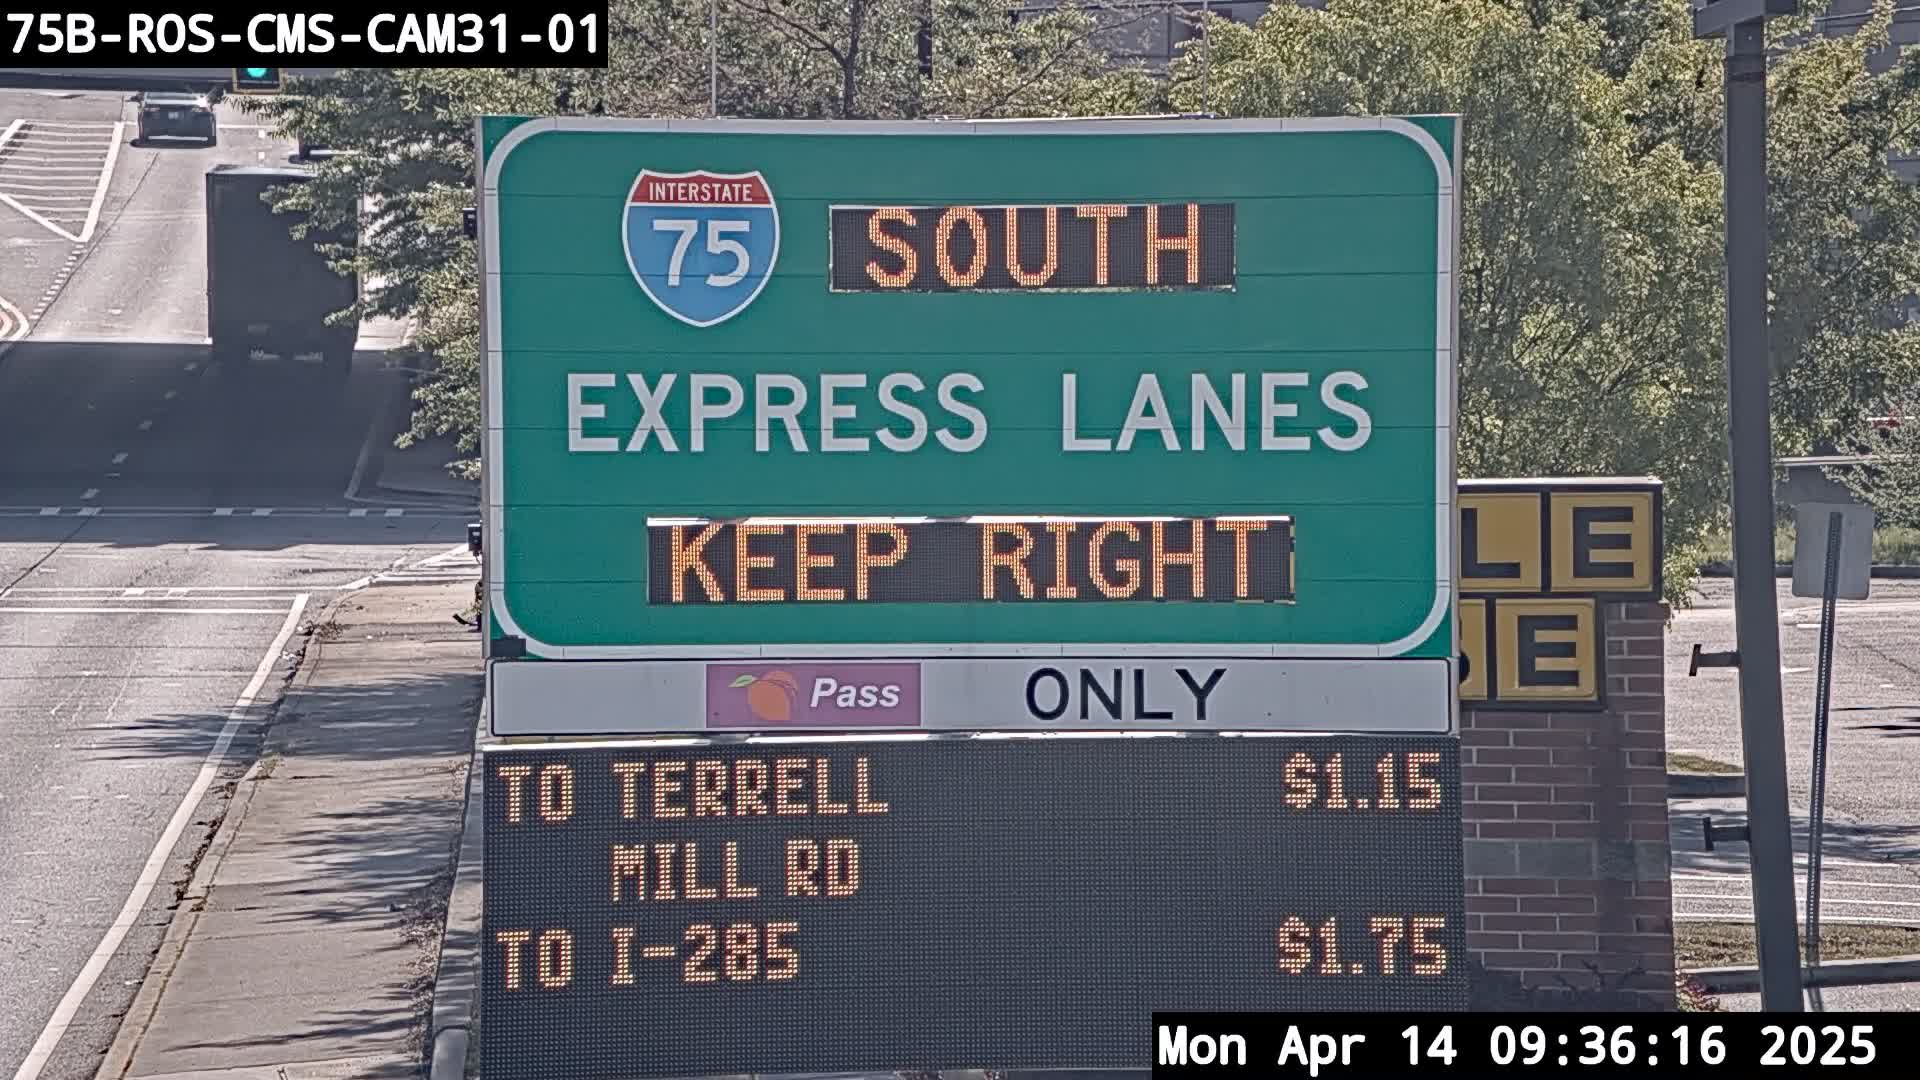 75B-ROS-CMS-CAM31-01
INTERSTATE
75
SOUTH
EXPRESS LANES
KEEP RIGHT
Pass ONLY
TO TERRELL $1.15
MILL RD
TO I-285 $1.75
LE
E
Mon Apr 14 09:36:16 2025